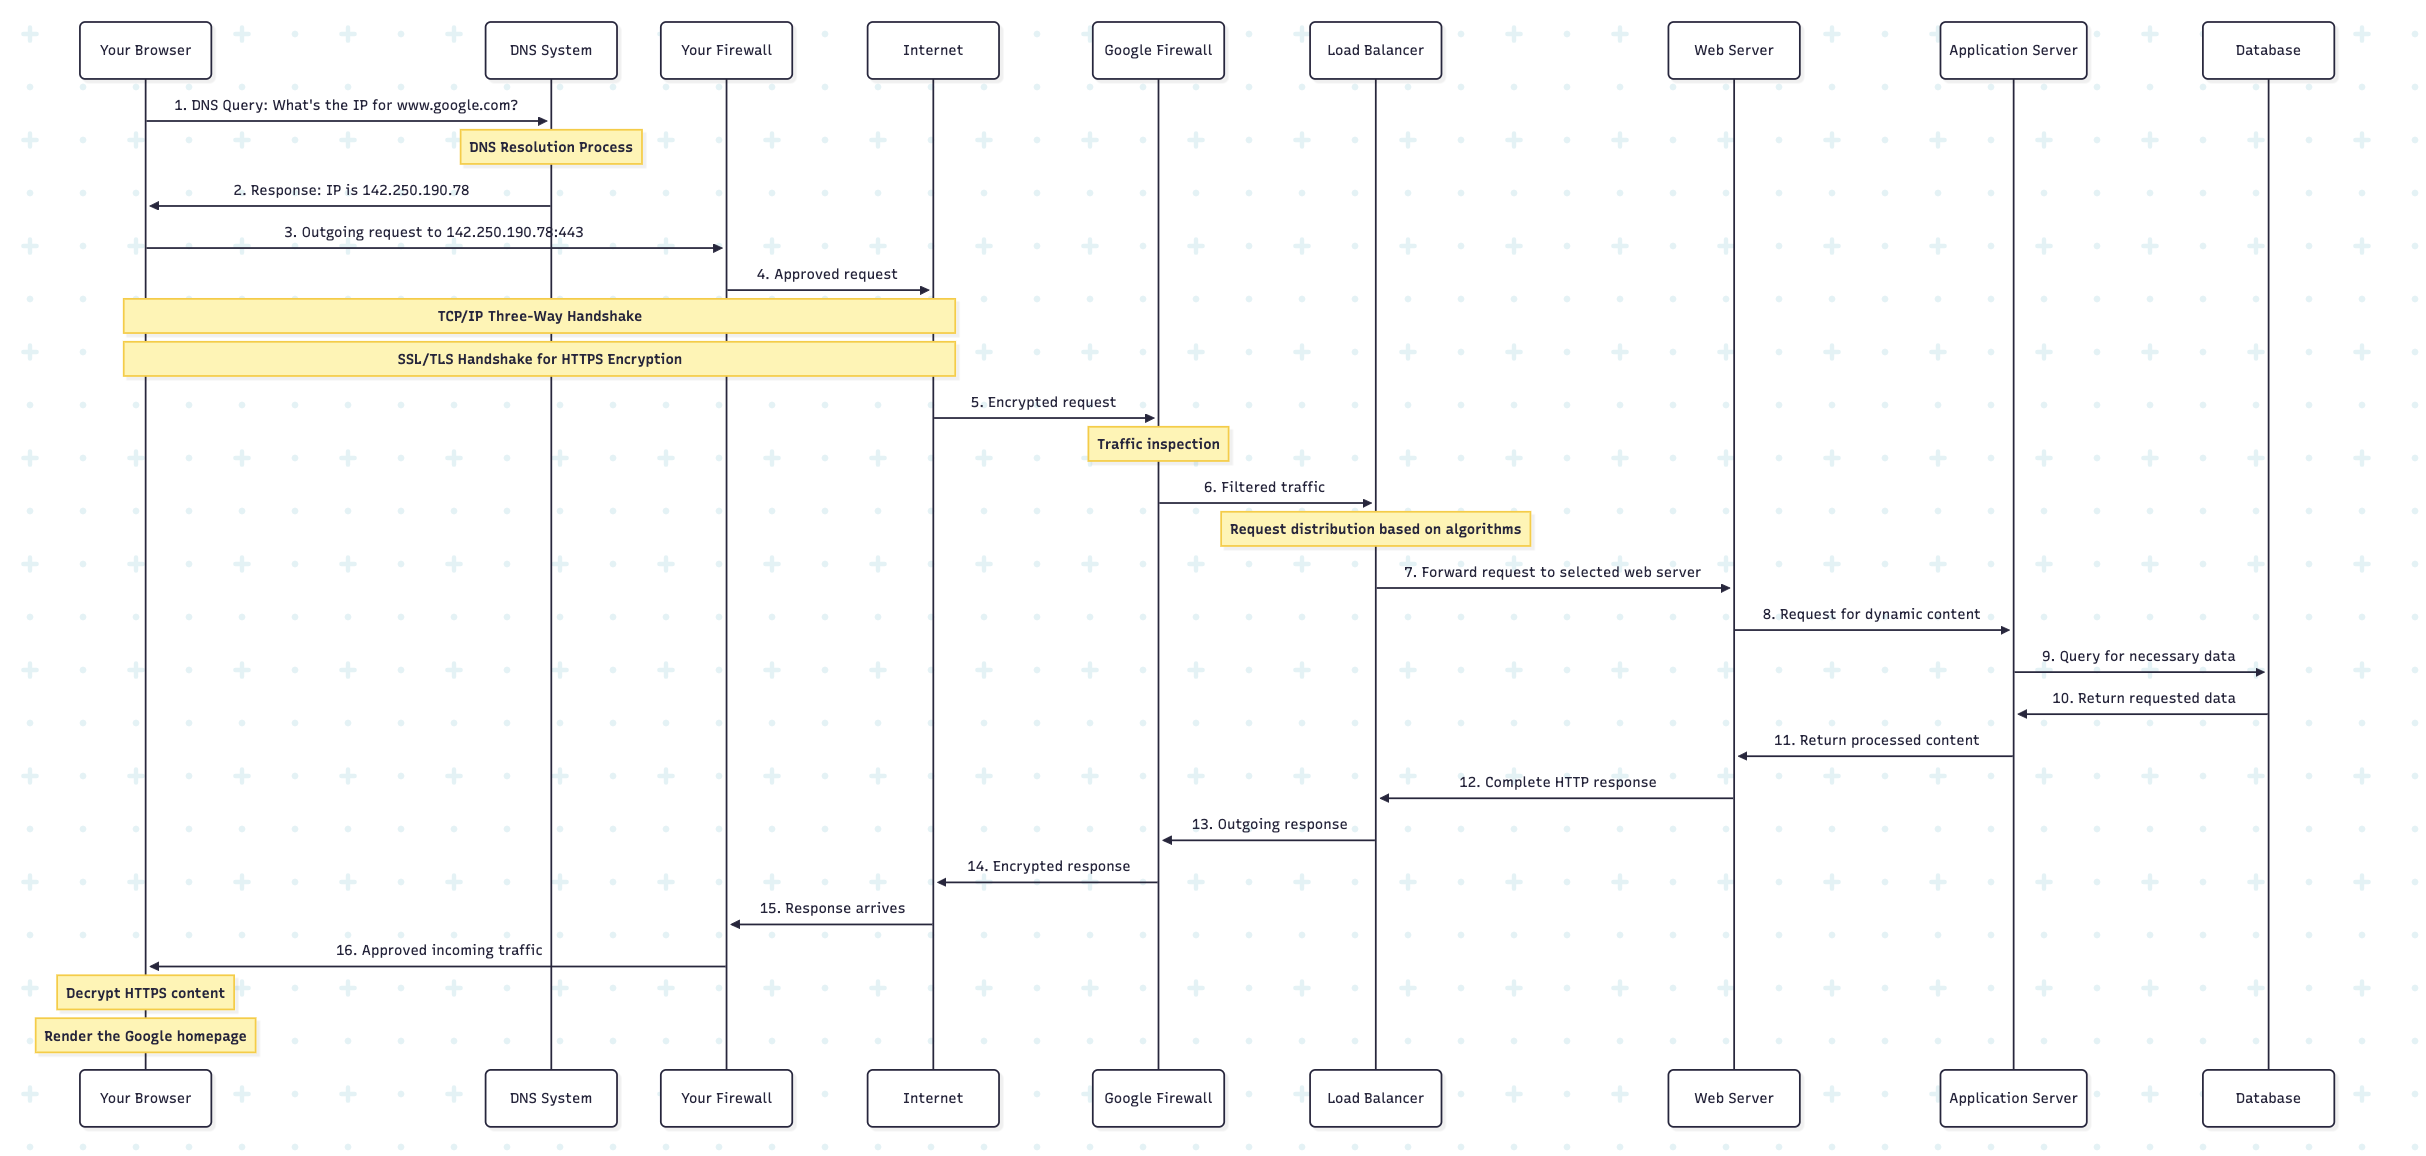 Your Browser
DNS System
Your Firewall
Internet
Google Firewall
Load Balancer
Web Server
Application Server
Database
1. DNS Query: What's the IP for www.google.com?
DNS Resolution Process
2. Response: IP is 142.250.190.78
3. Outgoing request to 142.250.190.78:443
4. Approved request
TCP/IP Three-Way Handshake
SSL/TLS Handshake for HTTPS Encryption
5. Encrypted request
Traffic inspection
6. Filtered traffic
Request distribution based on algorithms
7. Forward request to selected web server
8. Request for dynamic content
9. Query for necessary data
10. Return requested data
11. Return processed content
12. Complete HTTP response
13. Outgoing response
14. Encrypted response
15. Response arrives
16. Approved incoming traffic
Decrypt HTTPS content
Render the Google homepage
Your Browser
DNS System
Your Firewall
Internet
Google Firewall
Load Balancer
Web Server
Application Server
Database